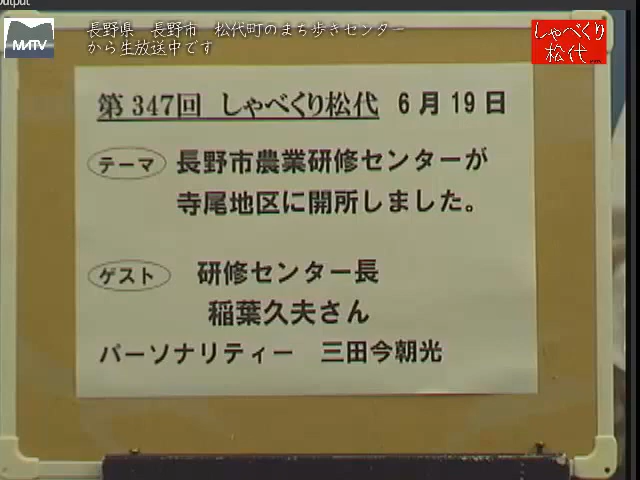 output
MATV
長野県　長野市　松代町のまち歩きセンター
から生放送中です
しゃべくり
松代
第347回 しゃべくり松代 6月19日
テーマ 長野市農業研修センターが
寺尾地区に開所しました。
ゲスト 研修センター長
稲葉久夫さん
パーソナリティー 三田今朝光